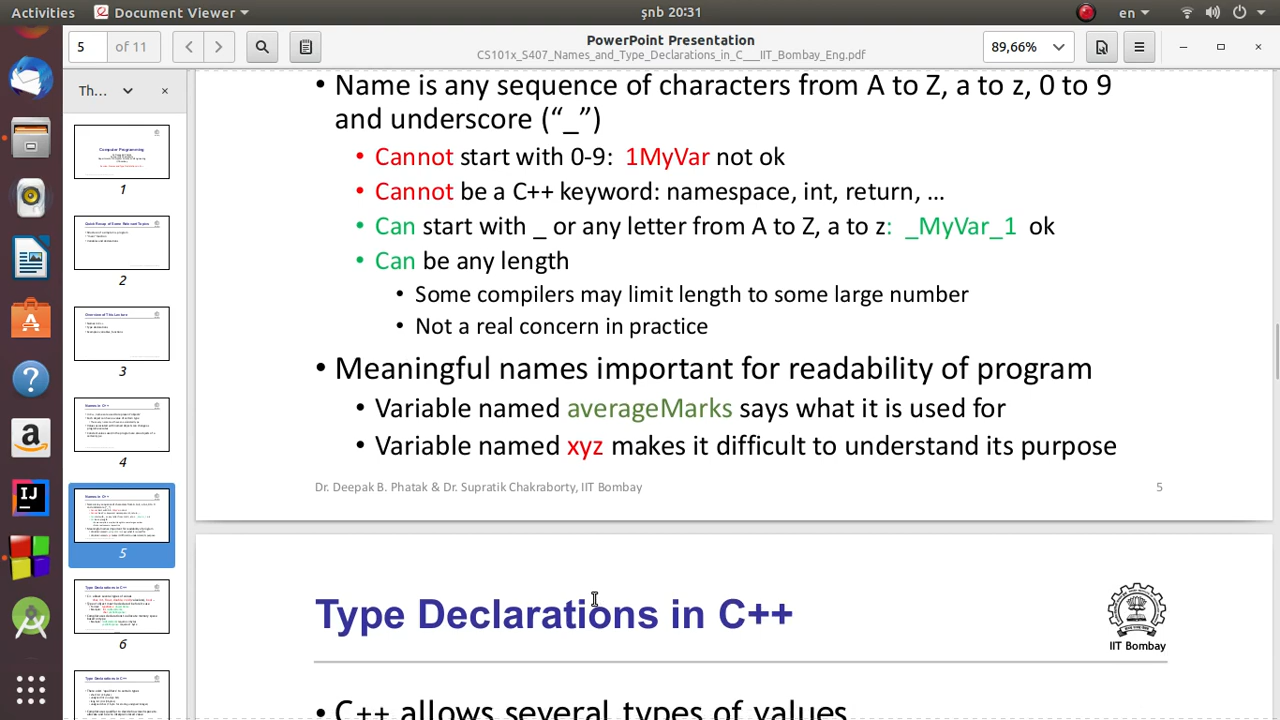 Activities Document Viewer şnb 20:31 en
5 of 11 PowerPoint Presentation 89,66%
CS101x_S407_Names_and_Type_Declarations_in_C___IIT_Bombay_Eng.pdf
Th...
1
2
3
4
5
6
• Name is any sequence of characters from A to Z, a to z, 0 to 9
and underscore (“_”)
• Cannot start with 0-9: 1MyVar not ok
• Cannot be a C++ keyword: namespace, int, return, …
• Can start with _ or any letter from A to Z, a to z: _MyVar_1 ok
• Can be any length
• Some compilers may limit length to some large number
• Not a real concern in practice
• Meaningful names important for readability of program
• Variable named averageMarks says what it is used for
• Variable named xyz makes it difficult to understand its purpose
Dr. Deepak B. Phatak & Dr. Supratik Chakraborty, IIT Bombay 5
Type Declarations in C++
IIT Bombay
• C++ allows several types of values